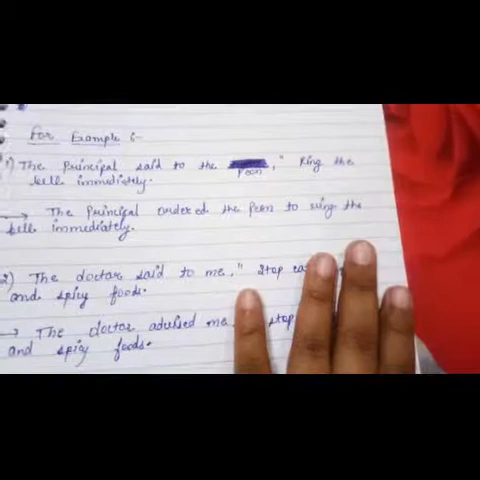 For Example :-
1) The Principal said to the Peon, " Ring the
bell immediately.
→ The Principal ordered the Peon to ring the
bell immediately.
2) The doctor said to me, " Stop
and spicy foods.
→ The doctor advised me stop
and spicy foods.